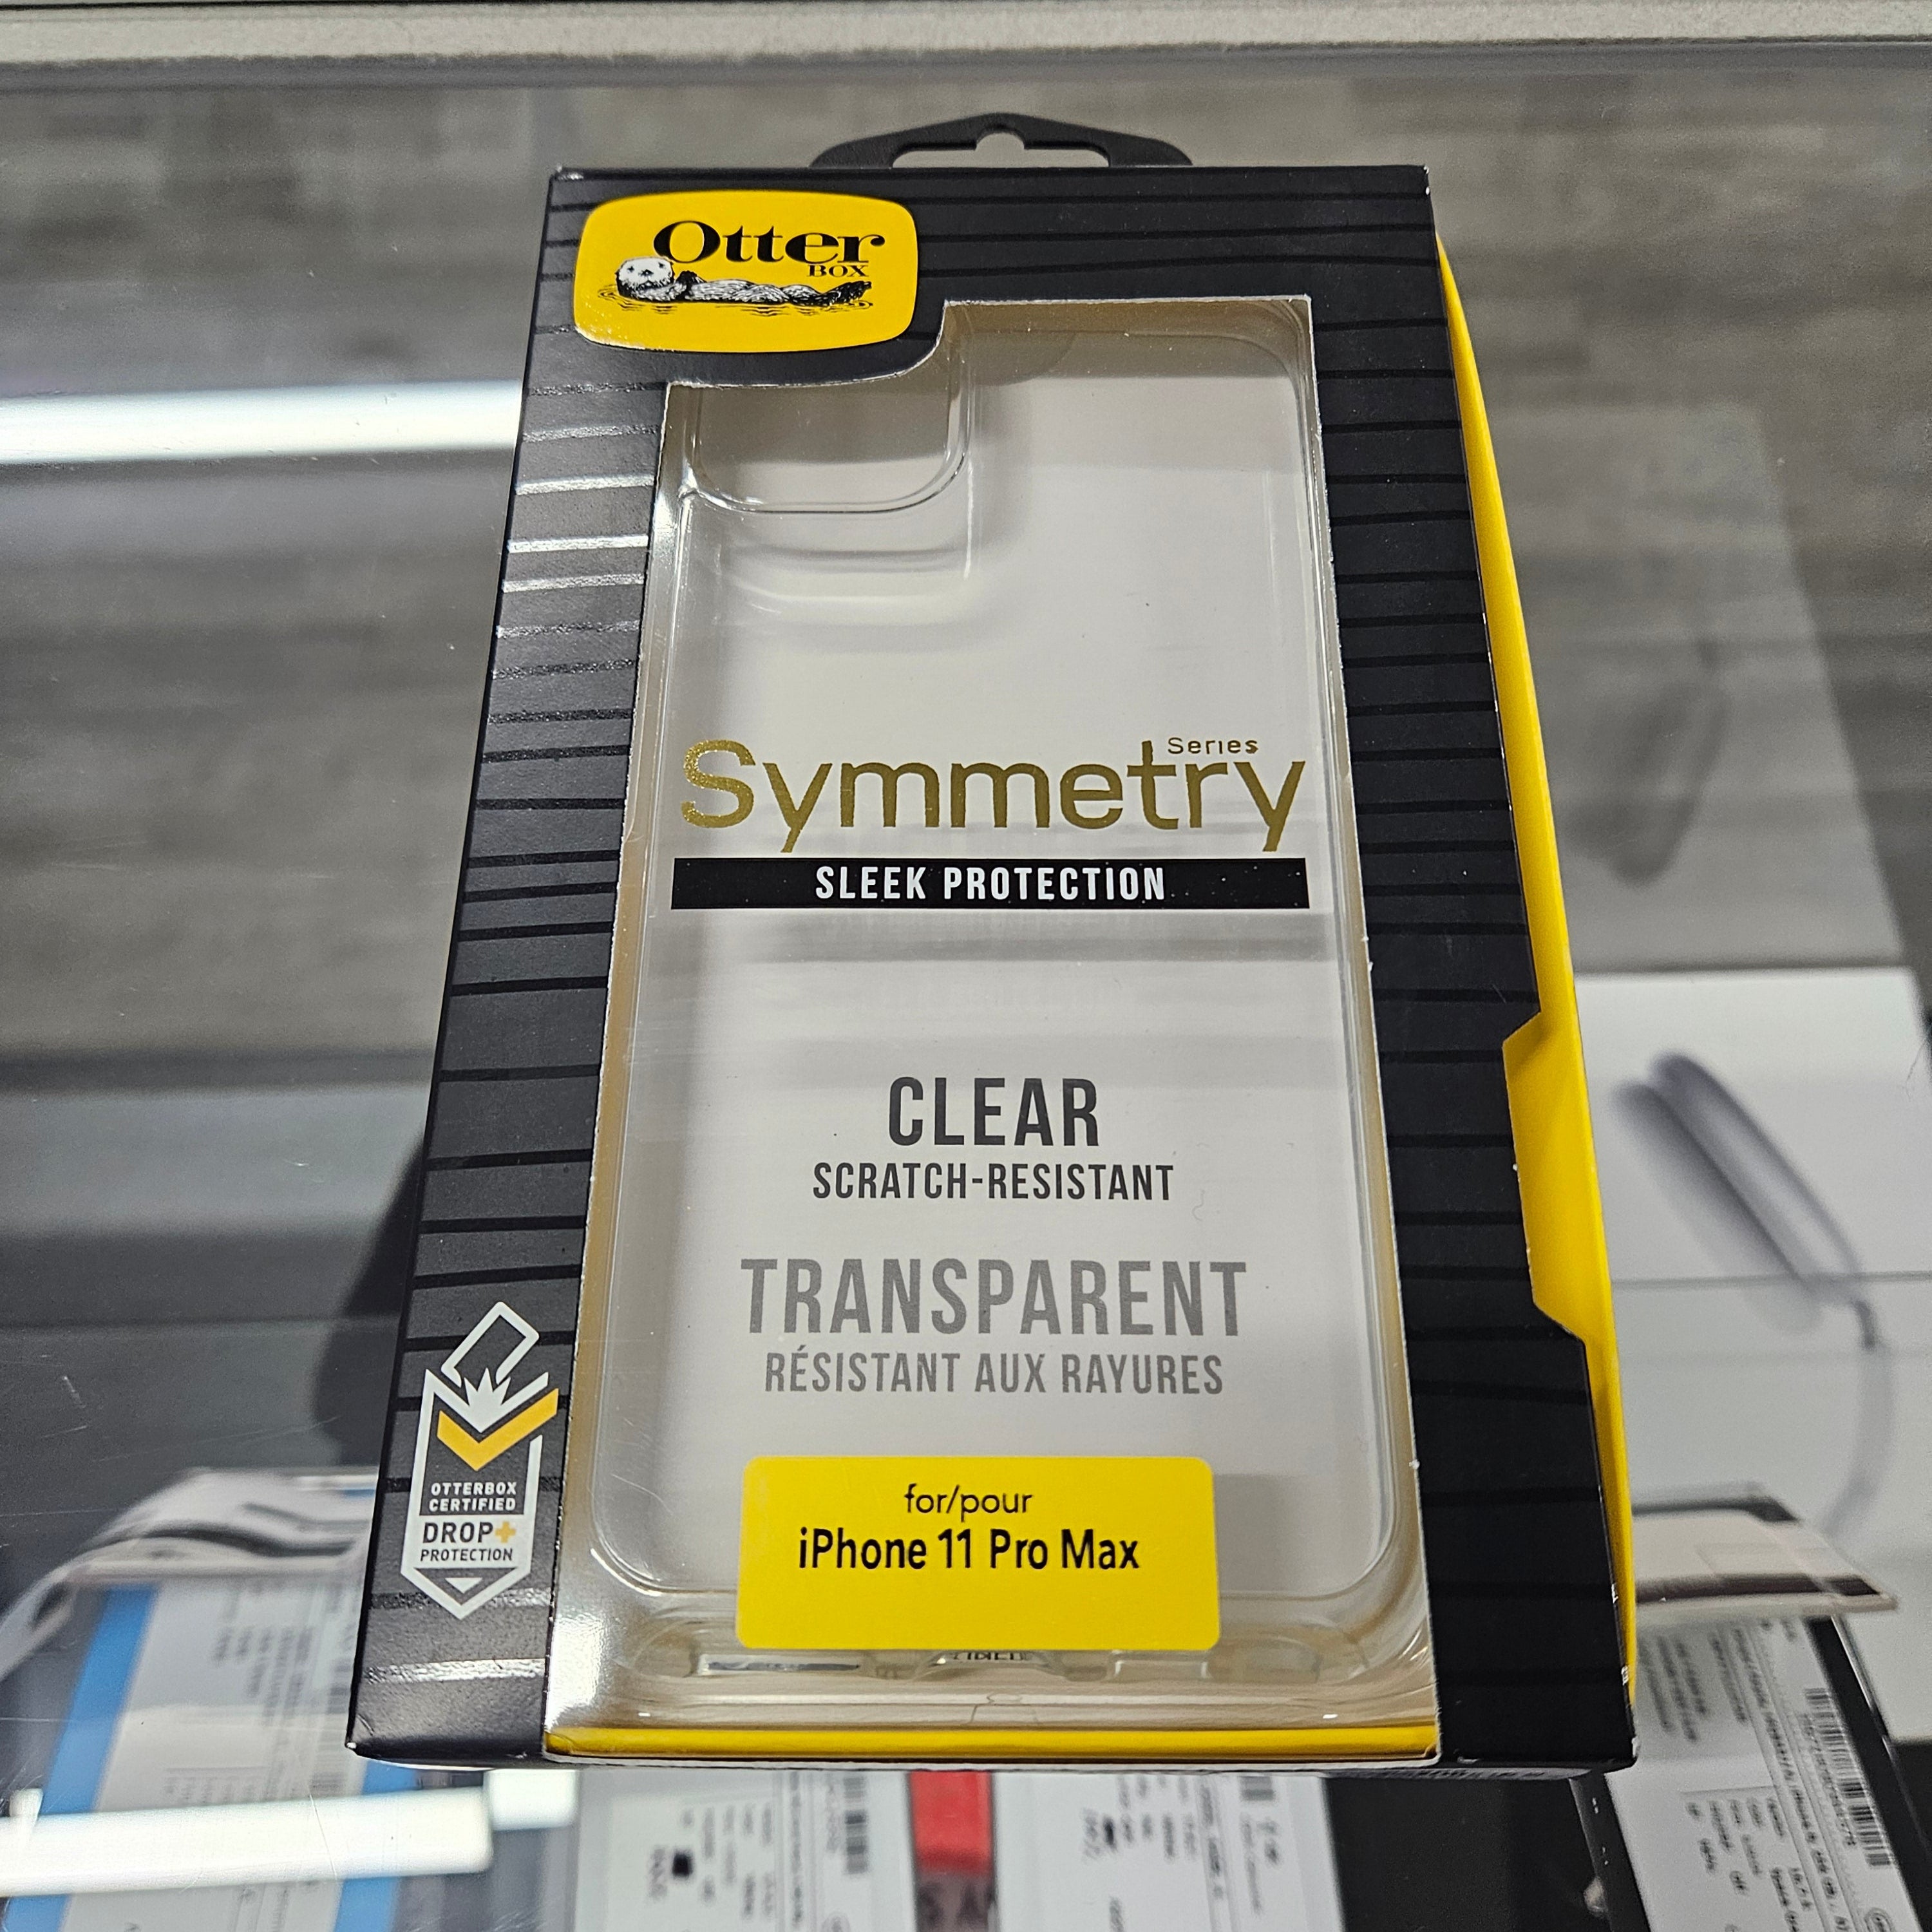 Otter
BOX
Series
Symmetry
SLEEK PROTECTION
CLEAR
SCRATCH-RESISTANT
TRANSPARENT
RÉSISTANT AUX RAYURES
for/pour
iPhone 11 Pro Max
OTTERBOX
CERTIFIED
DROP+
PROTECTION